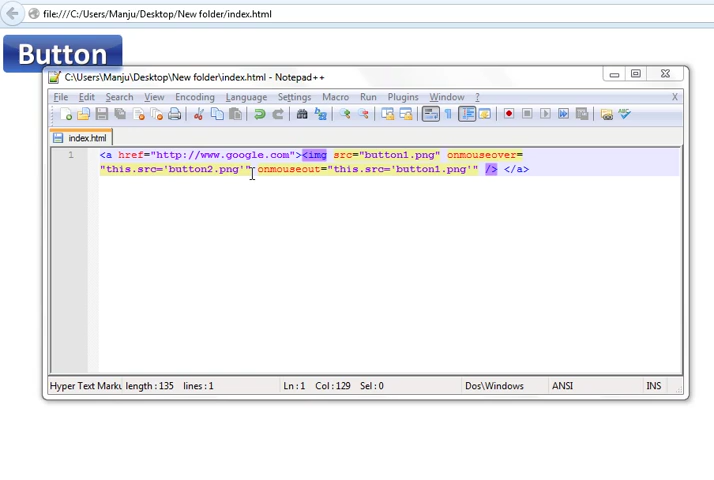 file:///C:/Users/Manju/Desktop/New folder/index.html
Button
C:\Users\Manju\Desktop\New folder\index.html - Notepad++
File Edit Search View Encoding Language Settings Macro Run Plugins Window ? X
index.html
1 <a href="http://www.google.com"><img src="button1.png" onmouseover=
"this.src='button2.png'" onmouseout="this.src='button1.png'" /> </a>
Hyper Text Marku length : 135 lines : 1 Ln : 1 Col : 129 Sel : 0 Dos\Windows ANSI INS